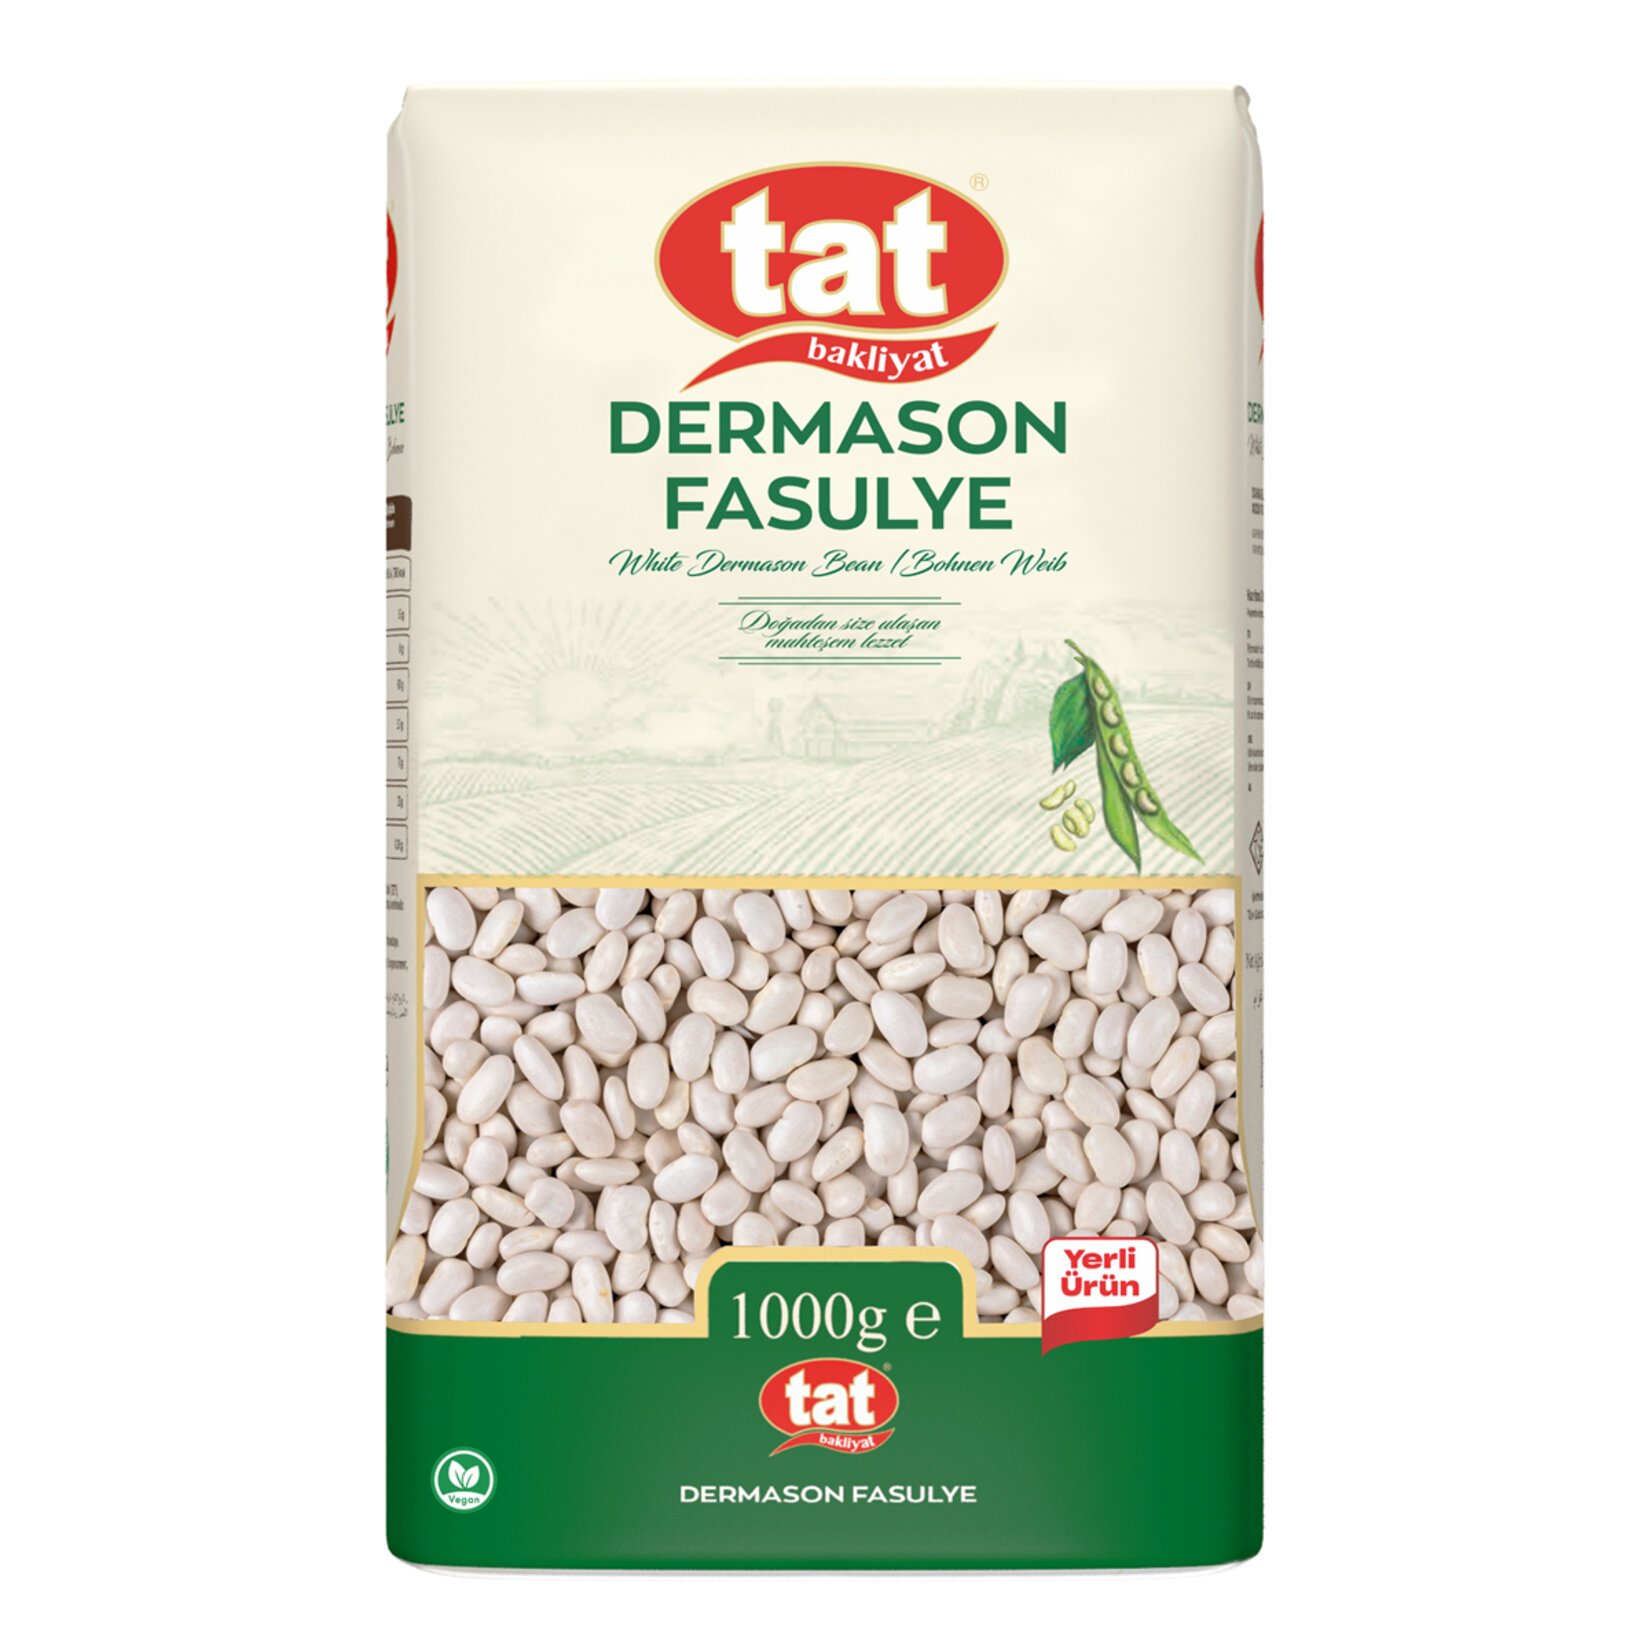 tat
®
bakliyat
DERMASON
FASULYE
White Dermason Bean / Bohnen Weib
Doğadan size ulaşan
muhteşem lezzet
Yerli
Ürün
1000g e
tat
®
bakliyat
Vegan
DERMASON FASULYE